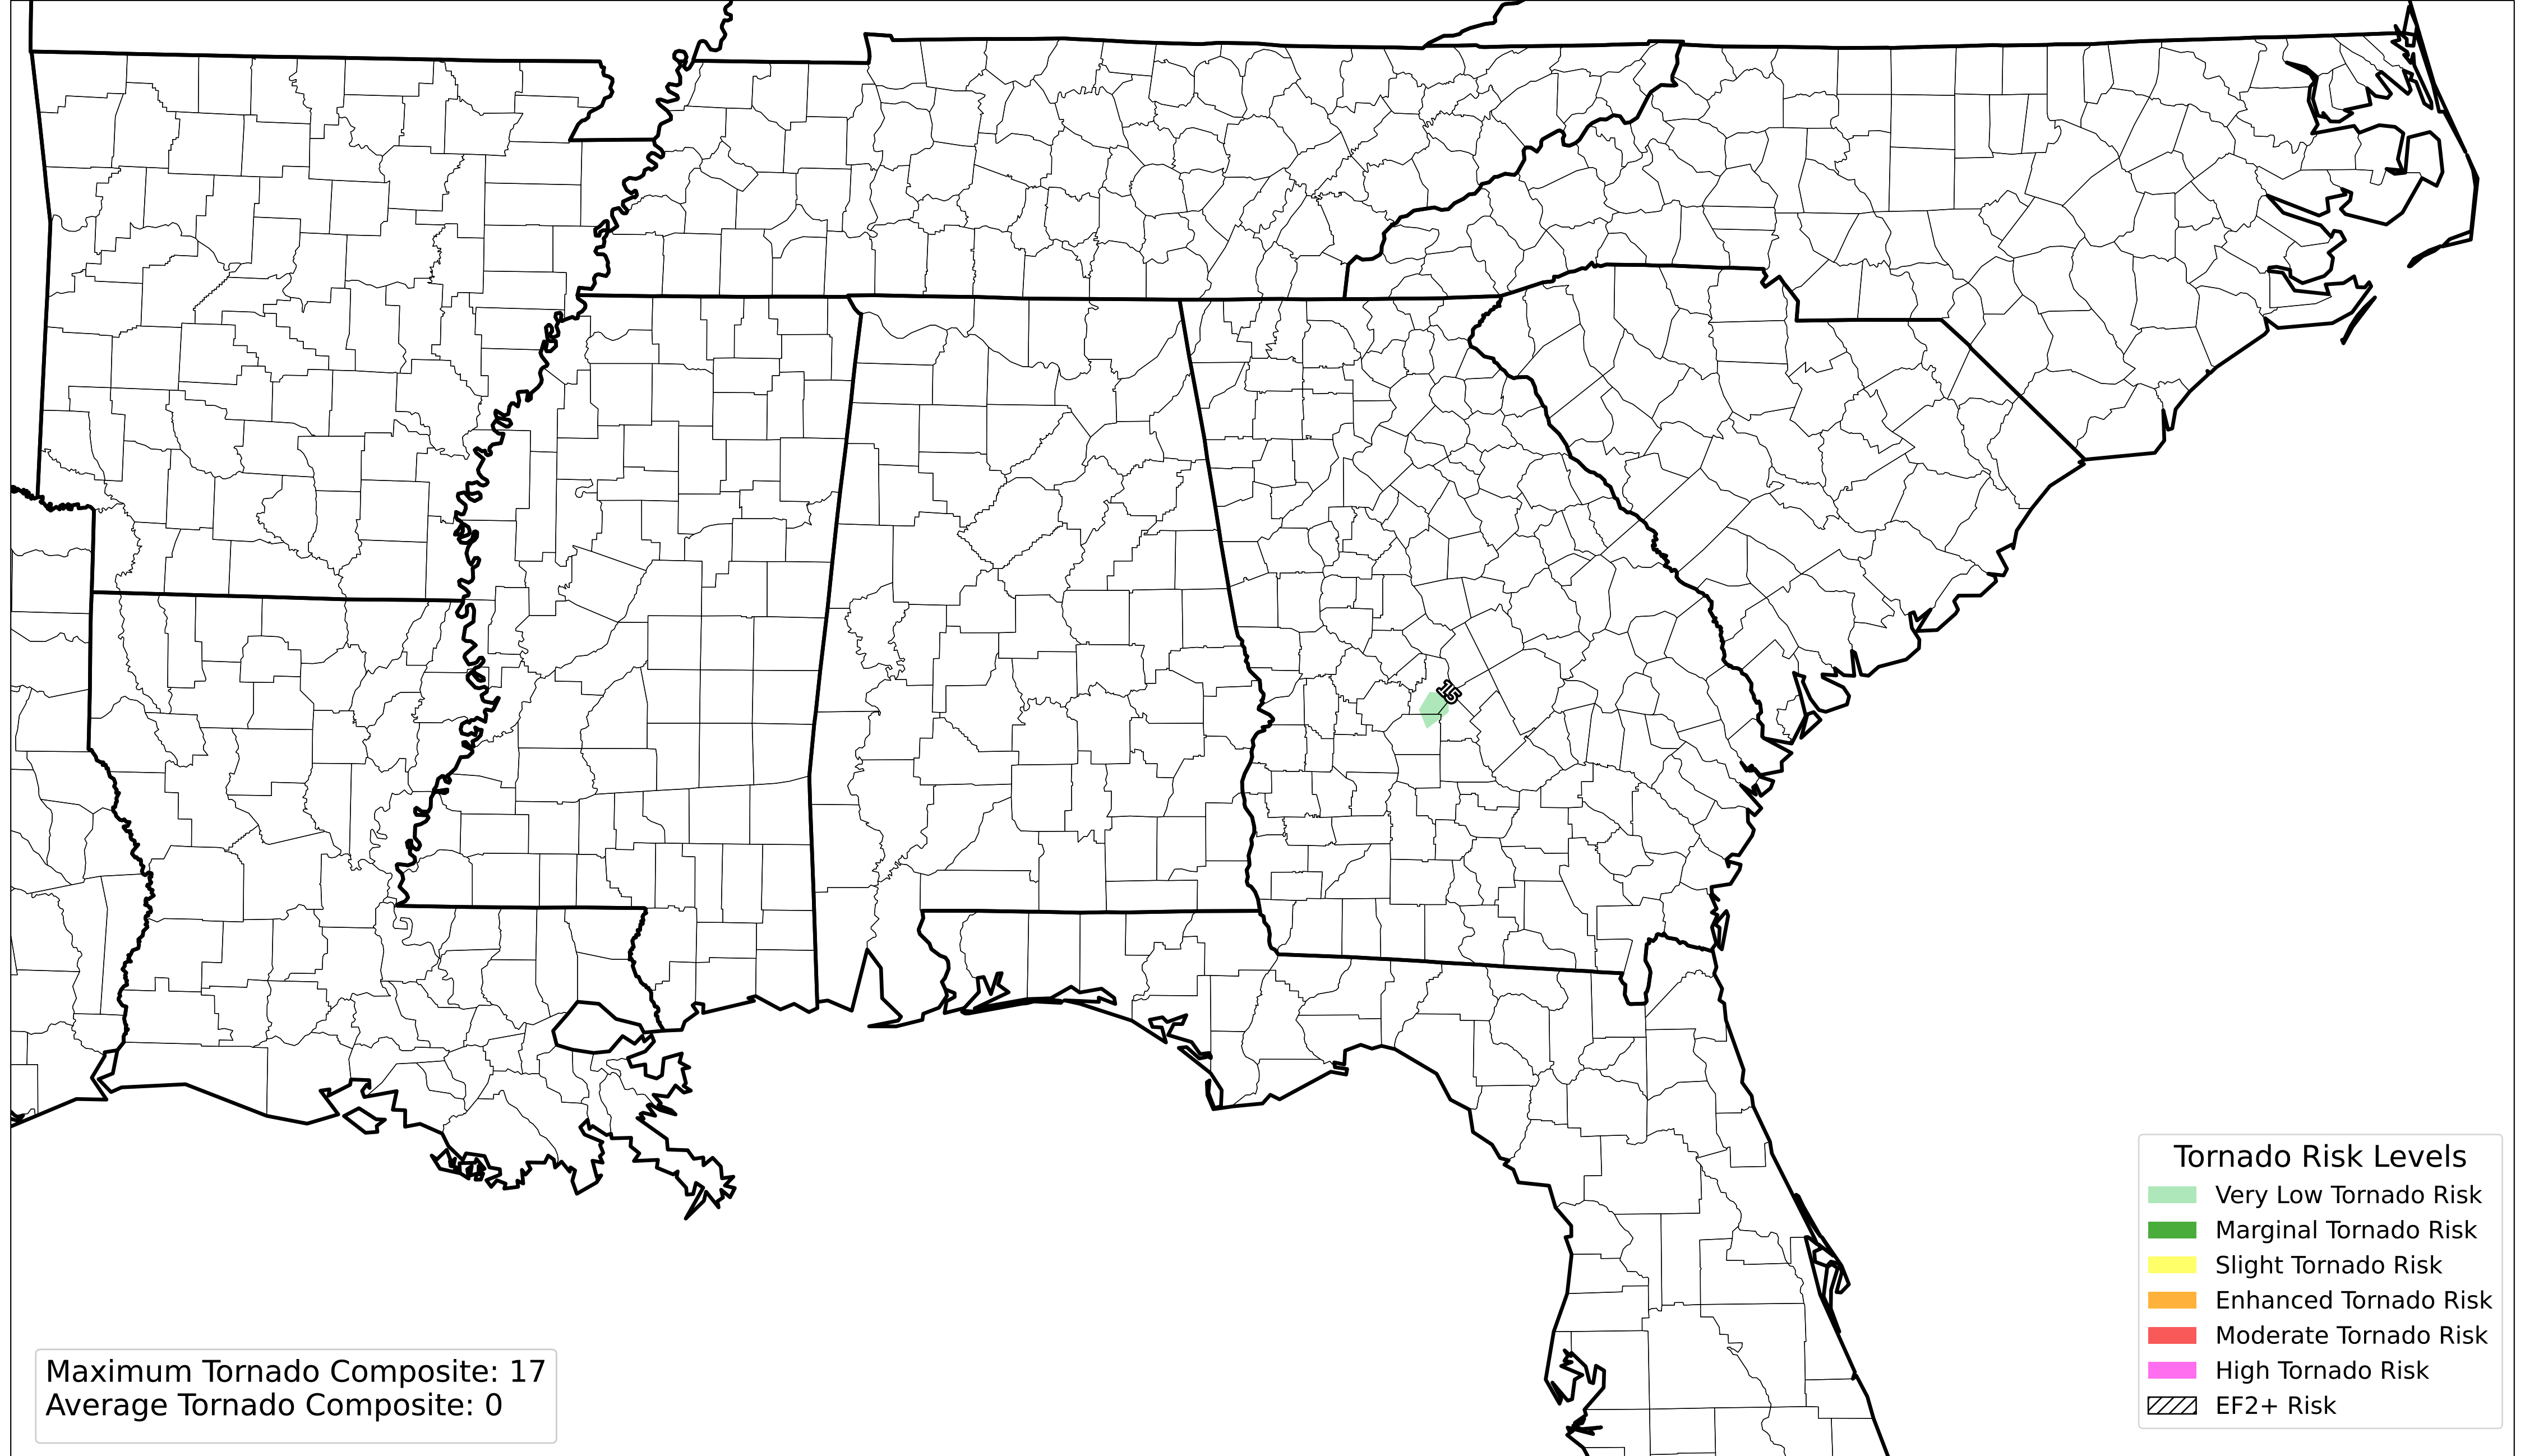 15
Tornado Risk Levels
Very Low Tornado Risk
Marginal Tornado Risk
Slight Tornado Risk
Enhanced Tornado Risk
Moderate Tornado Risk
High Tornado Risk
EF2+ Risk
Maximum Tornado Composite: 17
Average Tornado Composite: 0